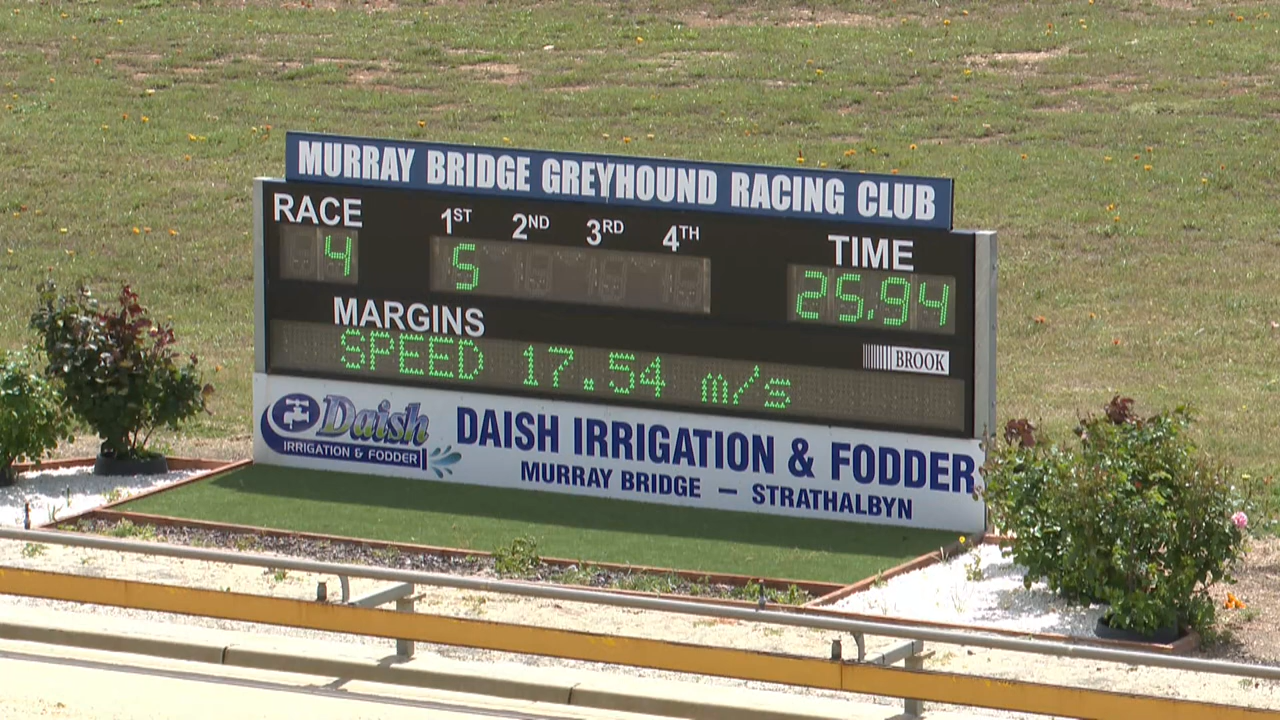 MURRAY BRIDGE GREYHOUND RACING CLUB
RACE 1ST 2ND 3RD 4TH TIME
4 5 25.94
MARGINS
SPEED 17.54 m/s
BROOK
Daish
IRRIGATION & FODDER
DAISH IRRIGATION & FODDER
MURRAY BRIDGE — STRATHALBYN